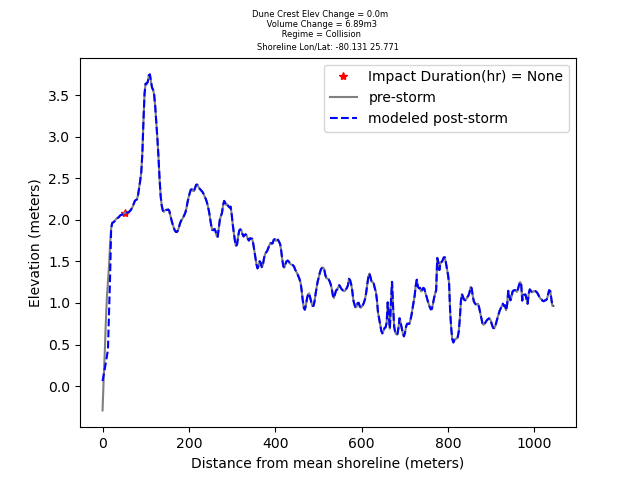 Dune Crest Elev Change = 0.0m
Volume Change = 6.89m3
Regime = Collision
Shoreline Lon/Lat: -80.131 25.771
Impact Duration(hr) = None
pre-storm
modeled post-storm
3.5
3.0
2.5
2.0
1.5
1.0
0.5
0.0
Elevation (meters)
0 200 400 600 800 1000
Distance from mean shoreline (meters)